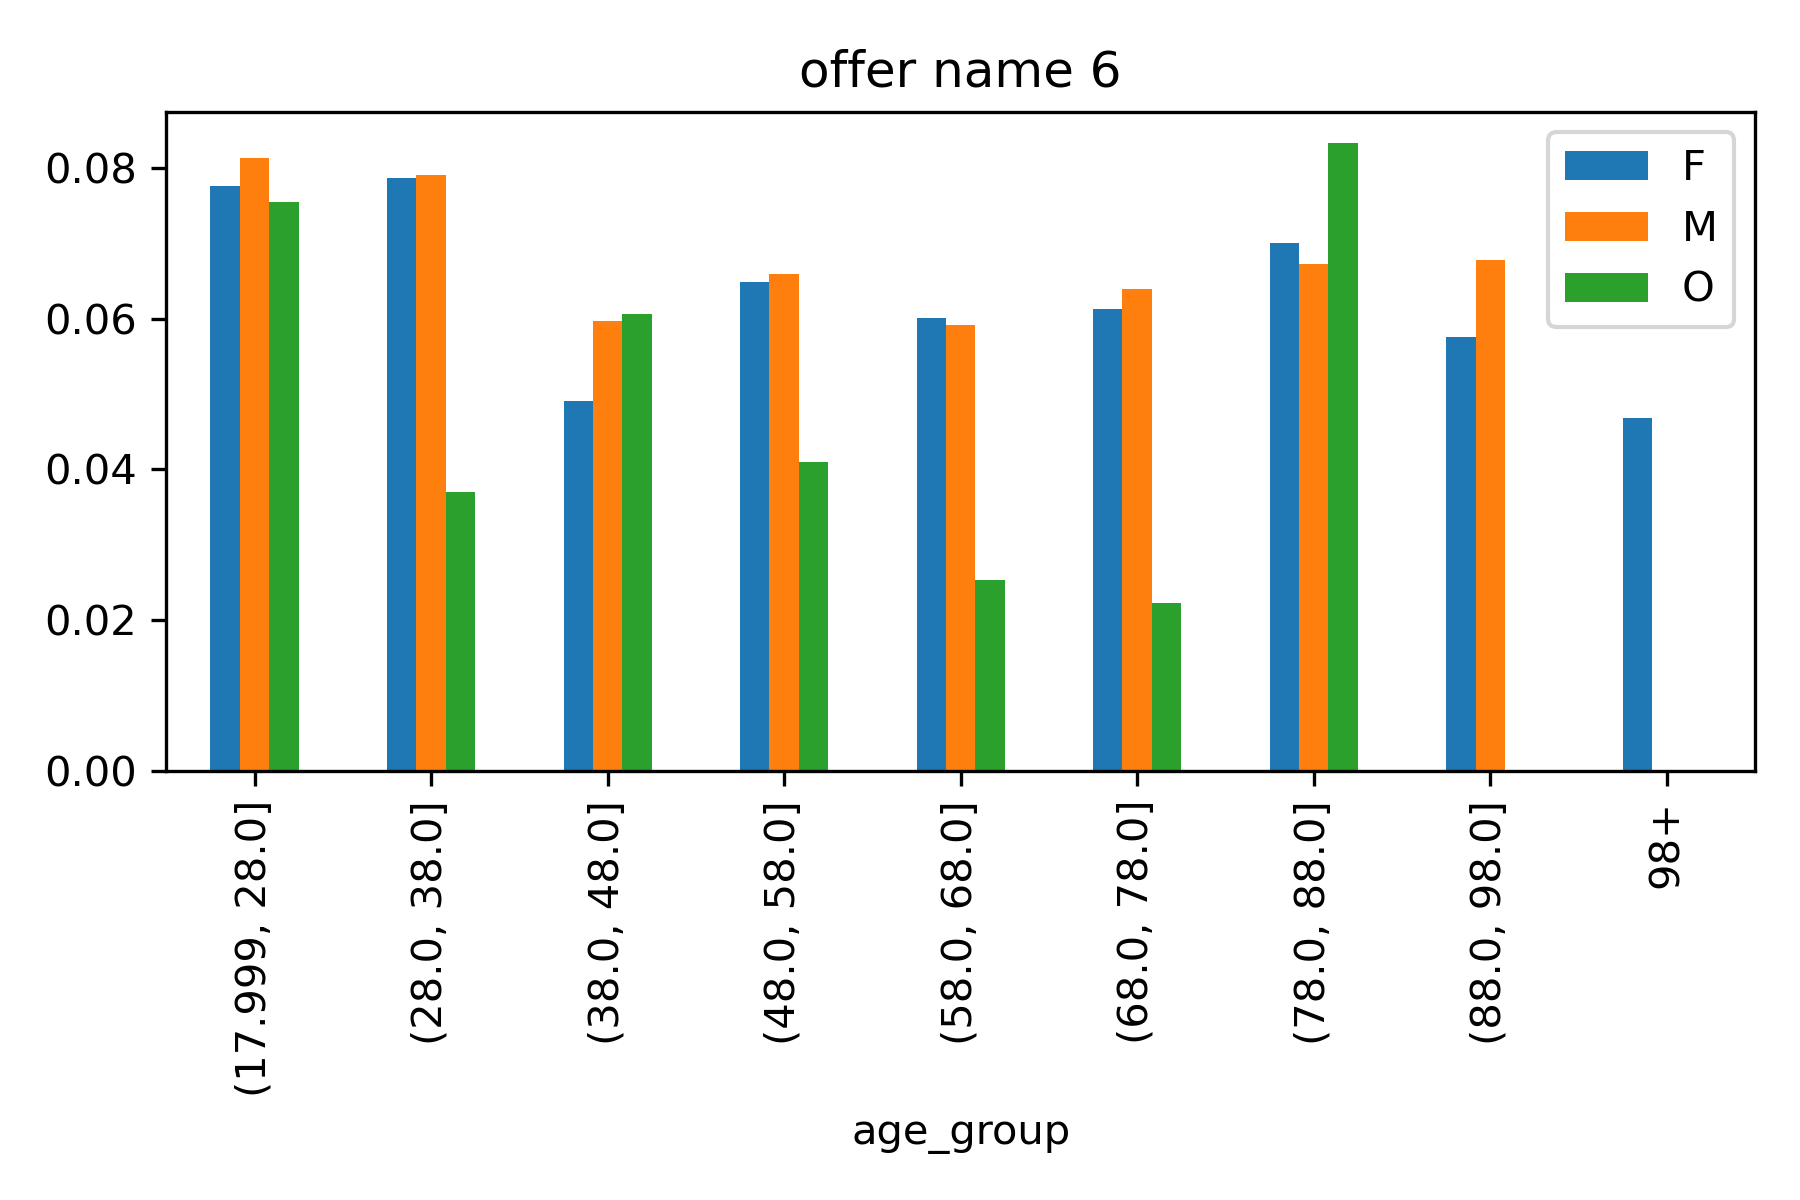 offer name 6
F
M
O
0.08
0.06
0.04
0.02
0.00
(17.999, 28.0]
(28.0, 38.0]
(38.0, 48.0]
(48.0, 58.0]
(58.0, 68.0]
(68.0, 78.0]
(78.0, 88.0]
(88.0, 98.0]
98+
age_group